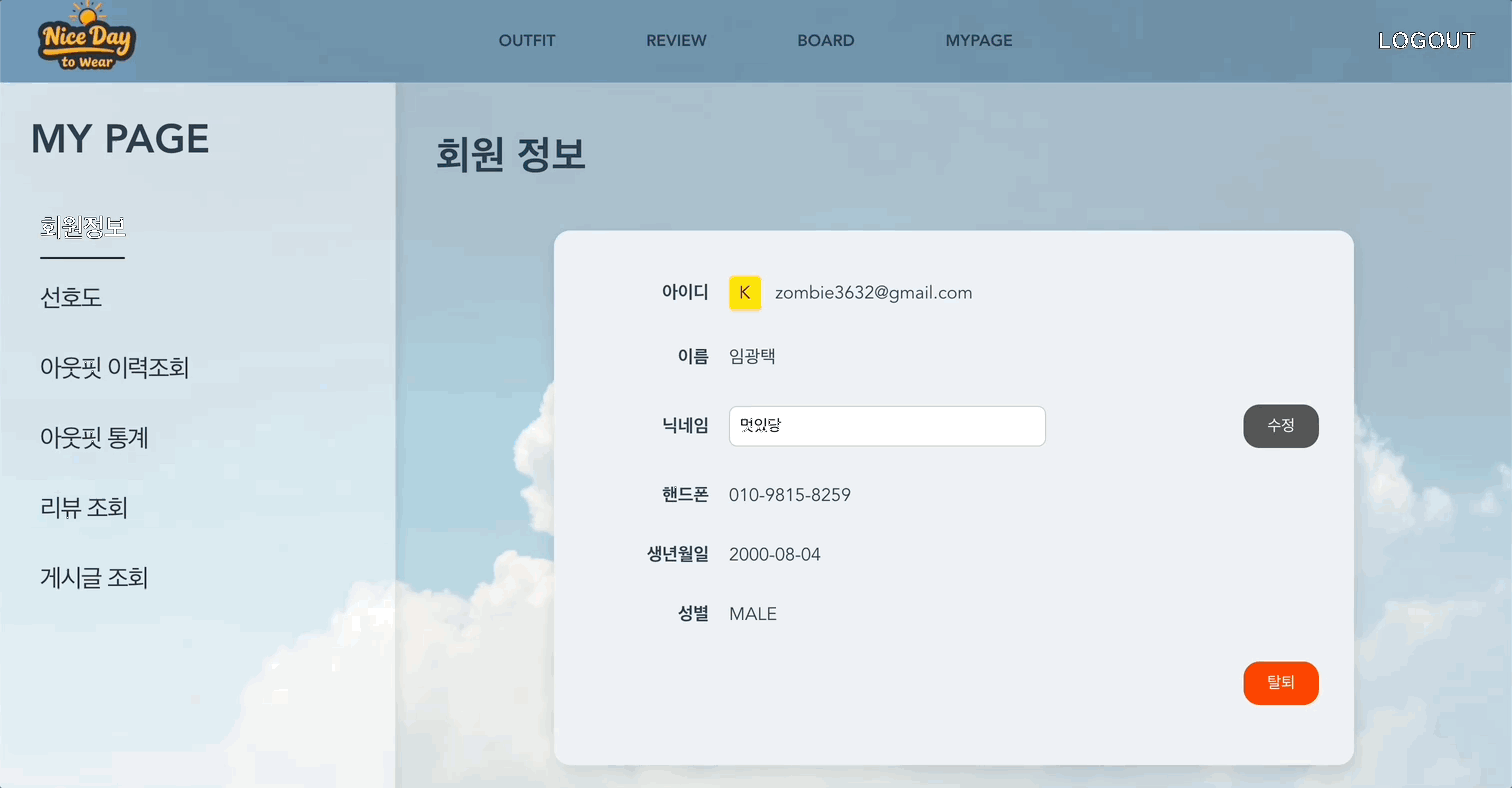 Nice Day
to Wear
OUTFIT REVIEW BOARD MYPAGE
LOGOUT
MY PAGE
회원정보
선호도
아웃핏 이력조회
아웃핏 통계
리뷰 조회
게시글 조회
회원 정보
아이디 K zombie3632@gmail.com
이름 임광택
닉네임 멋있당 수정
핸드폰 010-9815-8259
생년월일 2000-08-04
성별 MALE
탈퇴